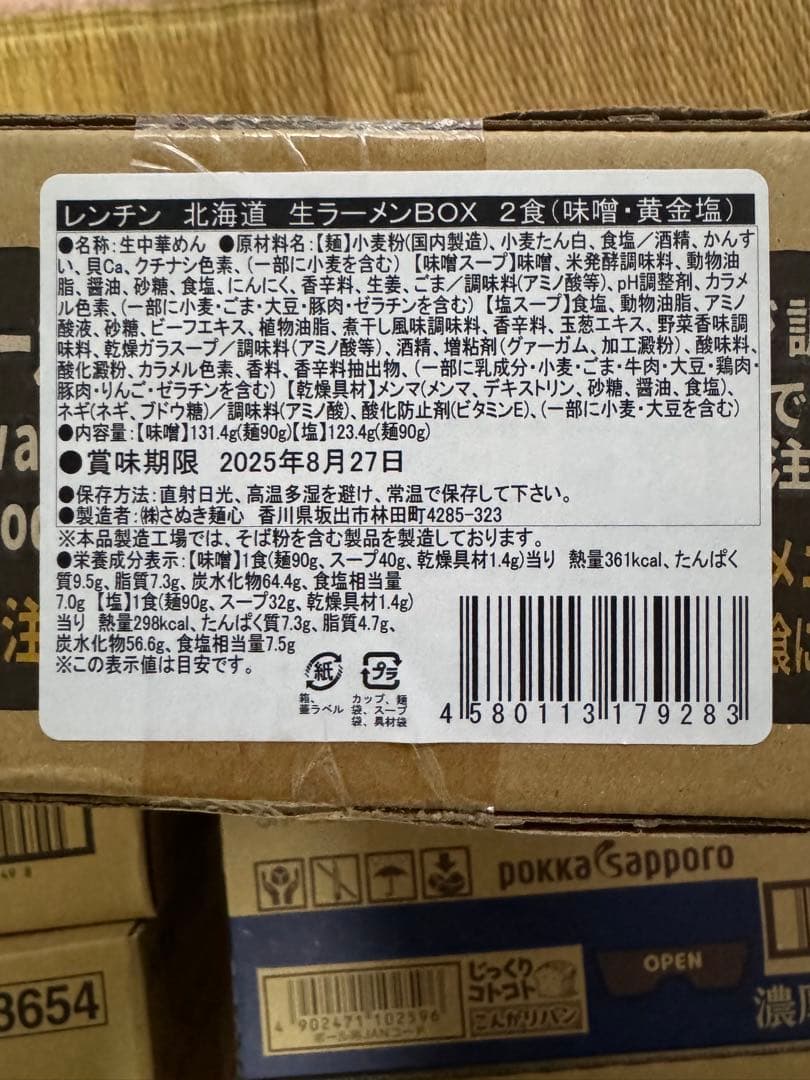 レンチン 北海道 生ラーメンBOX 2食(味噌・黄金塩)
●名称:生中華めん ●原材料名:【麺】小麦粉(国内製造)、小麦たん白、食塩/酒精、かんす
い、貝Ca、クチナシ色素、(一部に小麦を含む) 【味噌スープ】味噌、米発酵調味料、動物油
脂、醤油、砂糖、食塩、にんにく、香辛料、生姜、ごま/調味料(アミノ酸等)、pH調整剤、カラメ
ル色素、(一部に小麦・ごま・大豆・豚肉・ゼラチンを含む) 【塩スープ】食塩、動物油脂、アミノ
酸液、砂糖、ビーフエキス、植物油脂、煮干し風味調味料、香辛料、玉葱エキス、野菜香味調
味料、乾燥ガラスープ/調味料(アミノ酸等)、酒精、増粘剤(グァーガム、加工澱粉)、酸味料、
酸化澱粉、カラメル色素、香料、香辛料抽出物、(一部に乳成分・小麦・ごま・牛肉・大豆・鶏肉・
豚肉・りんご・ゼラチンを含む) 【乾燥具材】メンマ(メンマ、デキストリン、砂糖、醤油、食塩)、
ネギ(ネギ、ブドウ糖)/調味料(アミノ酸)、酸化防止剤(ビタミンE)、(一部に小麦・大豆を含む)
●内容量:【味噌】131.4g(麺90g)【塩】123.4g(麺90g)
●賞味期限 2025年8月27日
●保存方法:直射日光、高温多湿を避け、常温で保存して下さい。
●製造者:㈱さぬき麺心 香川県坂出市林田町4285-323
※本品製造工場では、そば粉を含む製品を製造しております。
●栄養成分表示:【味噌】1食(麺90g、スープ40g、乾燥具材1.4g)当り 熱量361kcal、たんぱく
質9.5g、脂質7.3g、炭水化物64.4g、食塩相当量
7.0g 【塩】1食(麺90g、スープ32g、乾燥具材1.4g)
当り 熱量298kcal、たんぱく質7.3g、脂質4.7g、
炭水化物56.6g、食塩相当量7.5g
※この表示値は目安です。
紙
プラ
箱、
蓋ラベル
カップ、麺
袋、スープ
袋、具材袋
4580113179283
注
で
注
pokka sapporo
じっくり
コトコト
こんがりパン
OPEN
4902471102596
ボール用JANコード
3654
濃厚